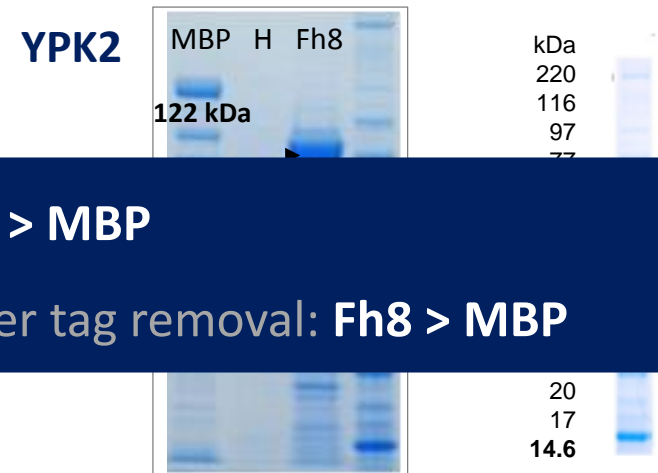 YPK2
MBP H Fh8
122 kDa
kDa
220
116
97
> MBP
er tag removal: Fh8 > MBP
20
17
14.6